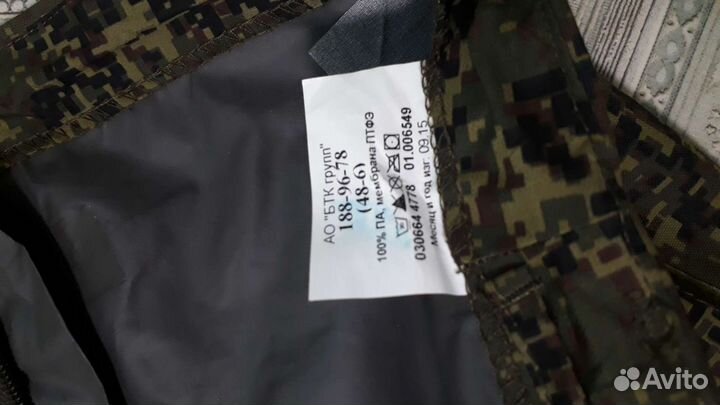 АО "БТК групп"
188-96-78
(48-6)
100% ПА, мембрана ПТФЭ
030664 4778 01.006549
Месяц и год изг. 09.15
Avito